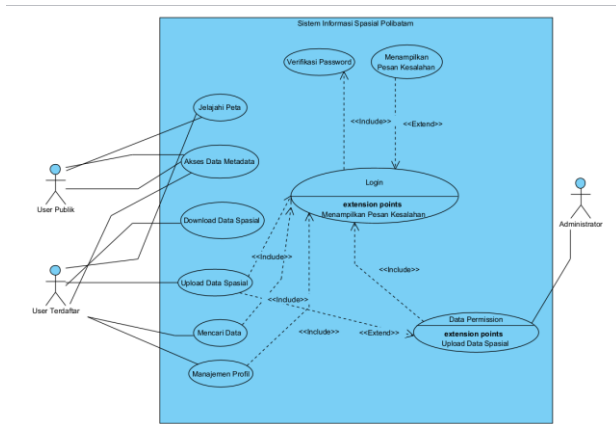 Sistem Informasi Spasial Polibatam
Verifikasi Password
Menampilkan
Pesan Kesalahan
Jelajahi Peta
<<Include>>
<<Extend>>
Akses Data Metadata
User Publik
Login
extension points
Menampilkan Pesan Kesalahan
Administrator
Download Data Spasial
<<Include>>
<<Include>>
User Terdaftar
Upload Data Spasial
<<Include>>
Data Permission
extension points
Upload Data Spasial
Mencari Data
<<Include>>
<<Extend>>
Manajemen Profil